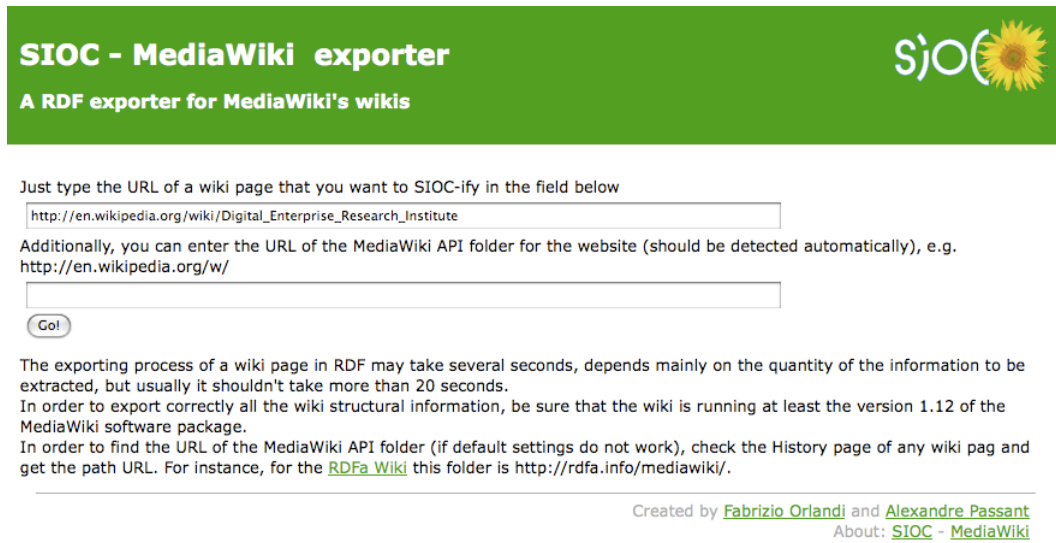 SIOC - MediaWiki exporter
sioc
A RDF exporter for MediaWiki's wikis
Just type the URL of a wiki page that you want to SIOC-ify in the field below
http://en.wikipedia.org/wiki/Digital_Enterprise_Research_Institute
Additionally, you can enter the URL of the MediaWiki API folder for the website (should be detected automatically), e.g.
http://en.wikipedia.org/w/
Go!
The exporting process of a wiki page in RDF may take several seconds, depends mainly on the quantity of the information to be
extracted, but usually it shouldn't take more than 20 seconds.
In order to export correctly all the wiki structural information, be sure that the wiki is running at least the version 1.12 of the
MediaWiki software package.
In order to find the URL of the MediaWiki API folder (if default settings do not work), check the History page of any wiki pag and
get the path URL. For instance, for the RDFa Wiki this folder is http://rdfa.info/mediawiki/.
Created by Fabrizio Orlandi and Alexandre Passant
About: SIOC - MediaWiki